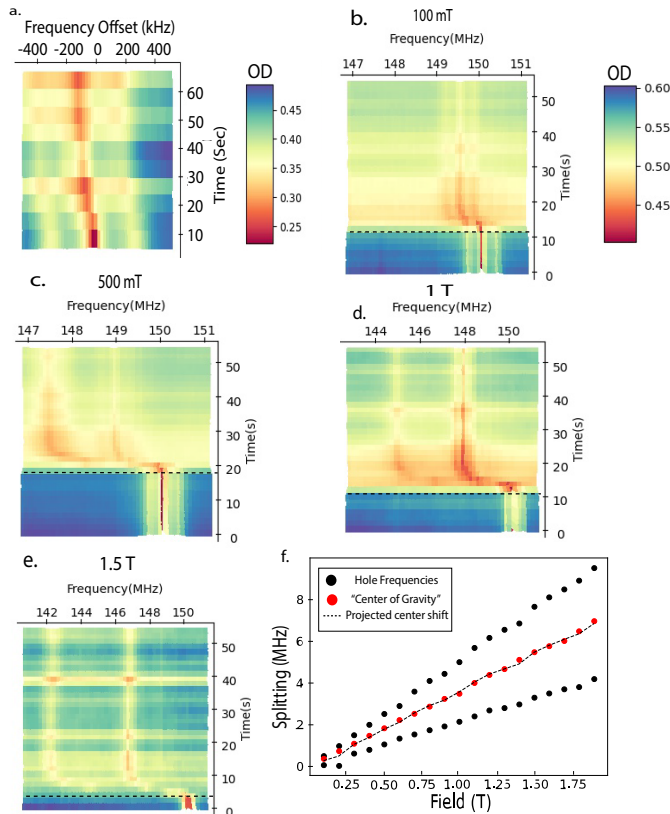 a.
Frequency Offset (kHz)
-400 -200 0 200 400
OD
0.45
0.40
0.35
0.30
0.25
60
50
40
30
20
10
Time (Sec)
b.
100 mT
Frequency(MHz)
147 148 149 150 151
50
40
30
20
10
0
Time(s)
OD
0.60
0.55
0.50
0.45
c.
500 mT
Frequency(MHz)
147 148 149 150 151
50
40
30
20
10
0
Time(s)
d.
1 T
Frequency(MHz)
144 146 148 150
50
40
30
20
10
0
Time(s)
e.
1.5 T
Frequency(MHz)
142 144 146 148 150
50
40
30
20
10
0
Time(s)
f.
Hole Frequencies
"Center of Gravity"
Projected center shift
Splitting (MHz)
8
6
4
2
0
0.25 0.50 0.75 1.00 1.25 1.50 1.75
Field (T)